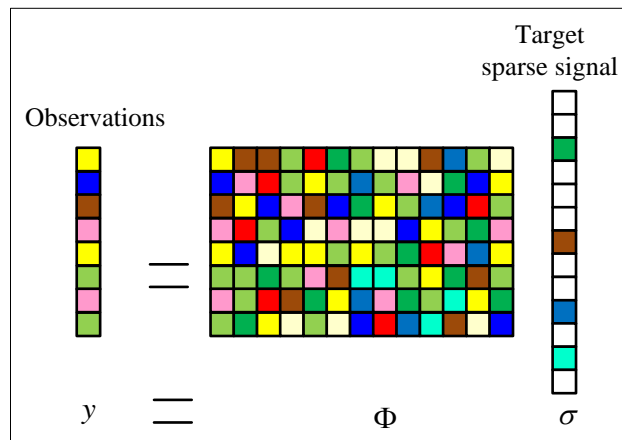 Target
sparse signal
Observations
y = Φ σ